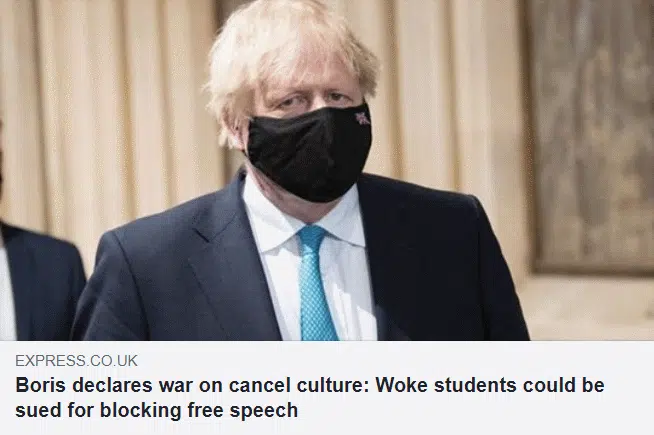 EXPRESS.CO.UK
Boris declares war on cancel culture: Woke students could be
sued for blocking free speech